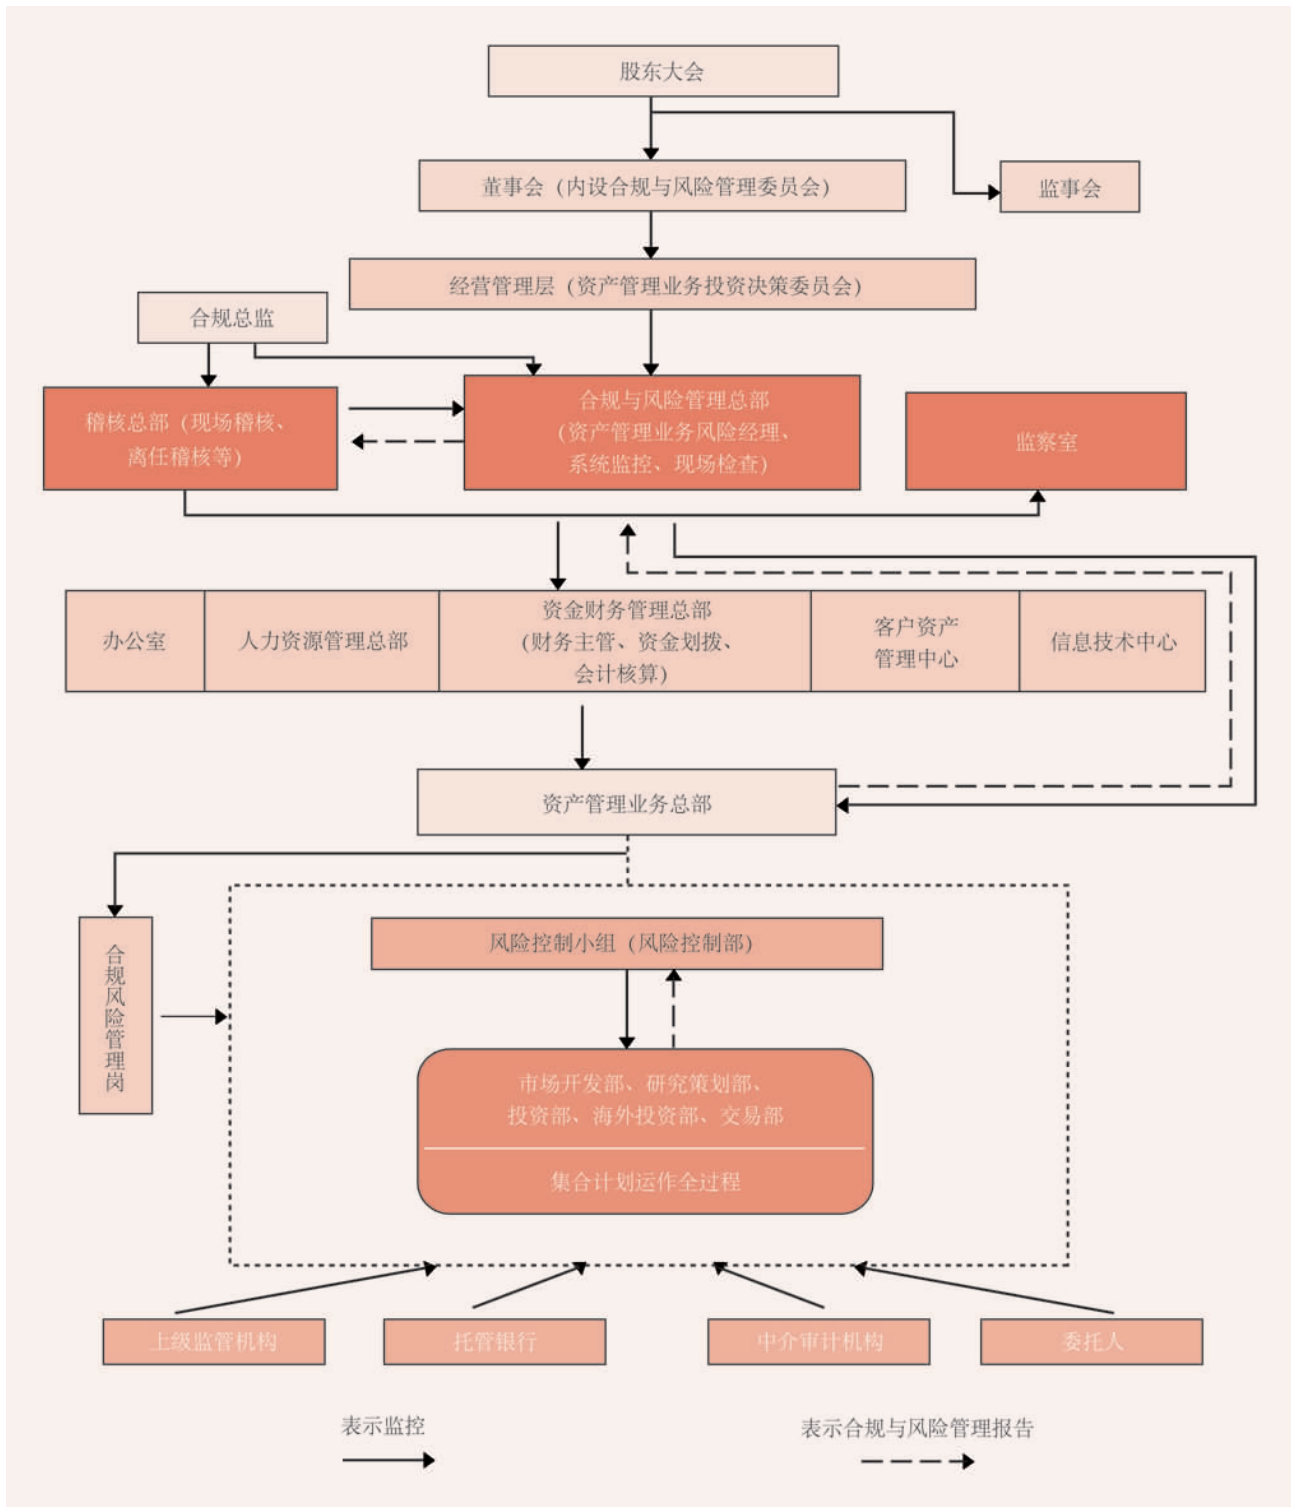 股东大会
董事会（内设合规与风险管理委员会）
监事会
经营管理层（资产管理业务投资决策委员会）
合规总监
稽核总部（现场稽核、
离任稽核等）
合规与风险管理总部
（资产管理业务风险经理、
系统监控、现场检查）
监察室
办公室
人力资源管理总部
资金财务管理总部
（财务主管、资金划拨、
会计核算）
客户资产
管理中心
信息技术中心
资产管理业务总部
合规风险管理岗
风险控制小组（风险控制部）
市场开发部、研究策划部、
投资部、海外投资部、交易部
集合计划运作全过程
上级监管机构
托管银行
中介审计机构
委托人
表示监控
表示合规与风险管理报告